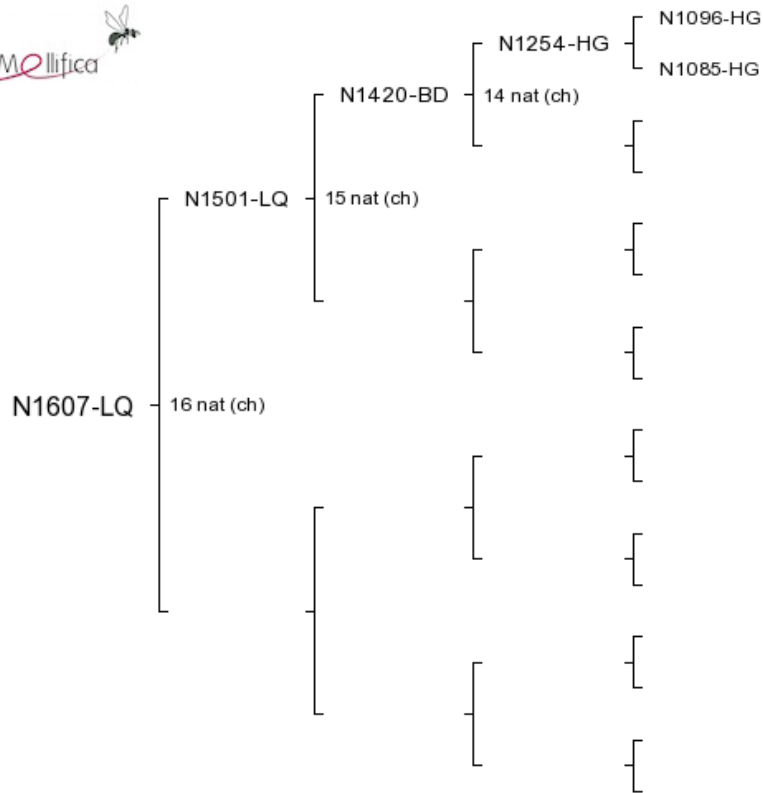 Mellifica
N1096-HG
N1254-HG
N1085-HG
N1420-BD
14 nat (ch)
N1501-LQ
15 nat (ch)
N1607-LQ
16 nat (ch)